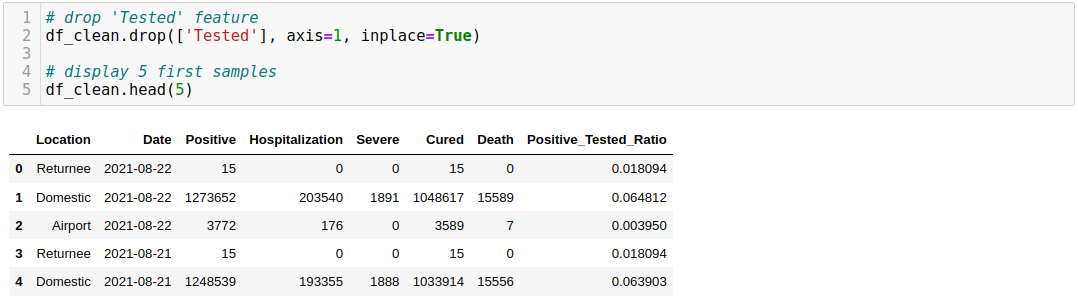 1 # drop 'Tested' feature
2 df_clean.drop(['Tested'], axis=1, inplace=True)
3
4 # display 5 first samples
5 df_clean.head(5)
Location Date Positive Hospitalization Severe Cured Death Positive_Tested_Ratio
0 Returnee 2021-08-22 15 0 0 15 0 0.018094
1 Domestic 2021-08-22 1273652 203540 1891 1048617 15589 0.064812
2 Airport 2021-08-22 3772 176 0 3589 7 0.003950
3 Returnee 2021-08-21 15 0 0 15 0 0.018094
4 Domestic 2021-08-21 1248539 193355 1888 1033914 15556 0.063903